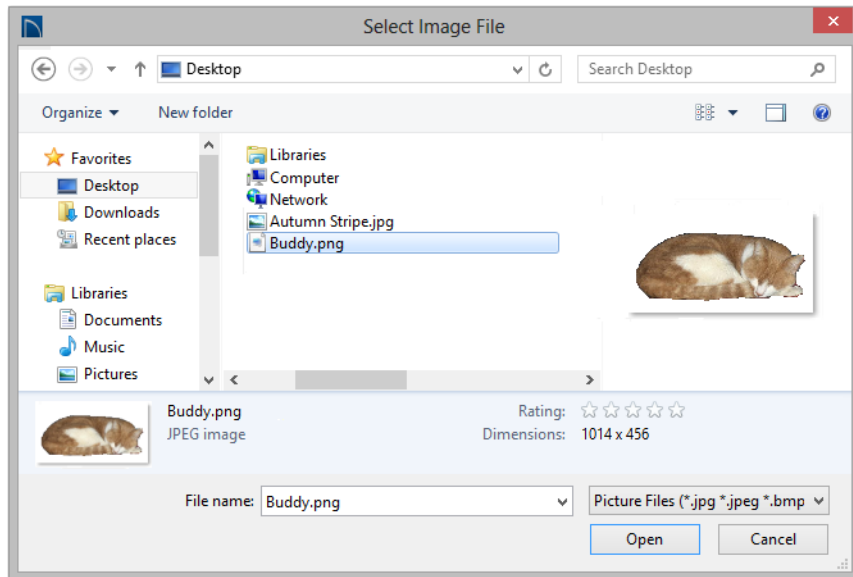 Select Image File
Desktop
Search Desktop
Organize
New folder
Favorites
Desktop
Downloads
Recent places
Libraries
Documents
Music
Pictures
Libraries
Computer
Network
Autumn Stripe.jpg
Buddy.png
Buddy.png
JPEG image
Rating:
Dimensions: 1014 x 456
File name: Buddy.png
Picture Files (*.jpg *.jpeg *.bmp
Open
Cancel